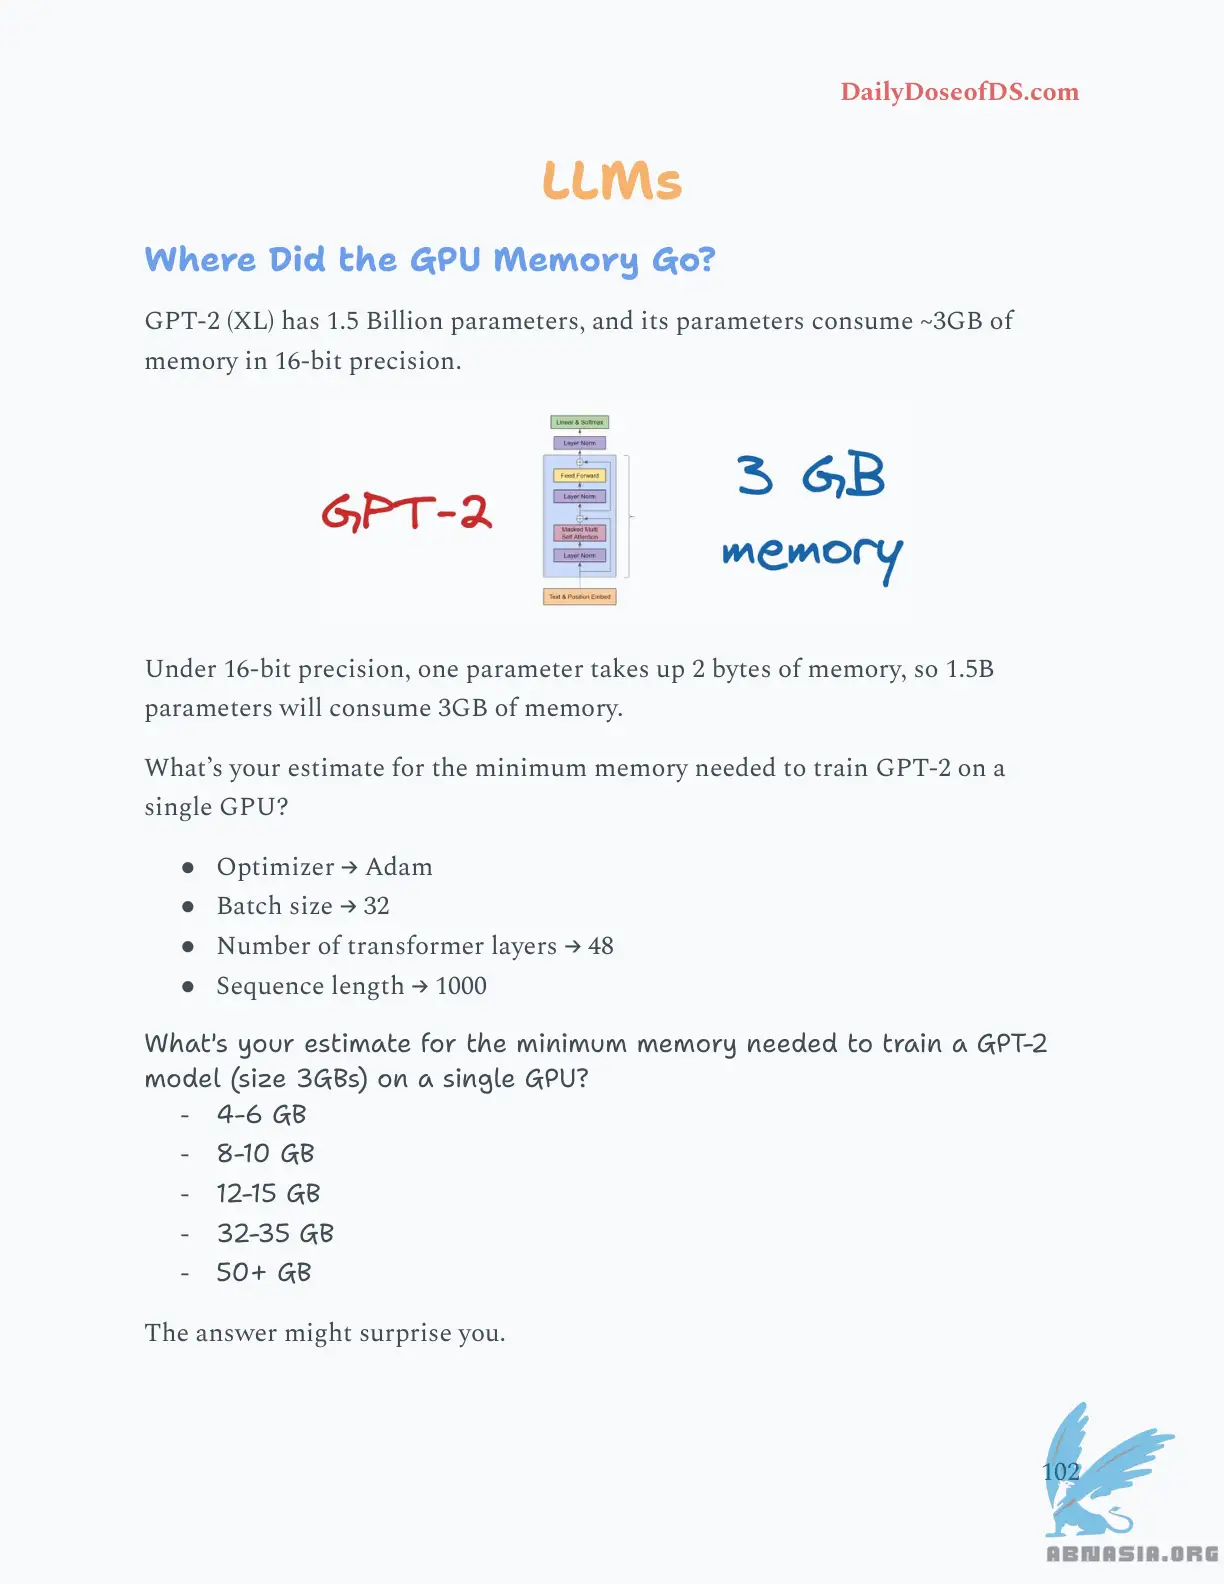 DailyDoseofDS.com
LLMs
Where Did the GPU Memory Go?
GPT-2 (XL) has 1.5 Billion parameters, and its parameters consume ~3GB of
memory in 16-bit precision.
Linear & Softmax
Layer Norm
Feed Forward
Layer Norm
Masked Multi
Self Attention
Layer Norm
Text & Position Embed
GPT-2
3 GB
memory
Under 16-bit precision, one parameter takes up 2 bytes of memory, so 1.5B
parameters will consume 3GB of memory.
What’s your estimate for the minimum memory needed to train GPT-2 on a
single GPU?
● Optimizer → Adam
● Batch size → 32
● Number of transformer layers → 48
● Sequence length → 1000
What's your estimate for the minimum memory needed to train a GPT-2
model (size 3GBs) on a single GPU?
- 4-6 GB
- 8-10 GB
- 12-15 GB
- 32-35 GB
- 50+ GB
The answer might surprise you.
102
ABNASIA.ORG